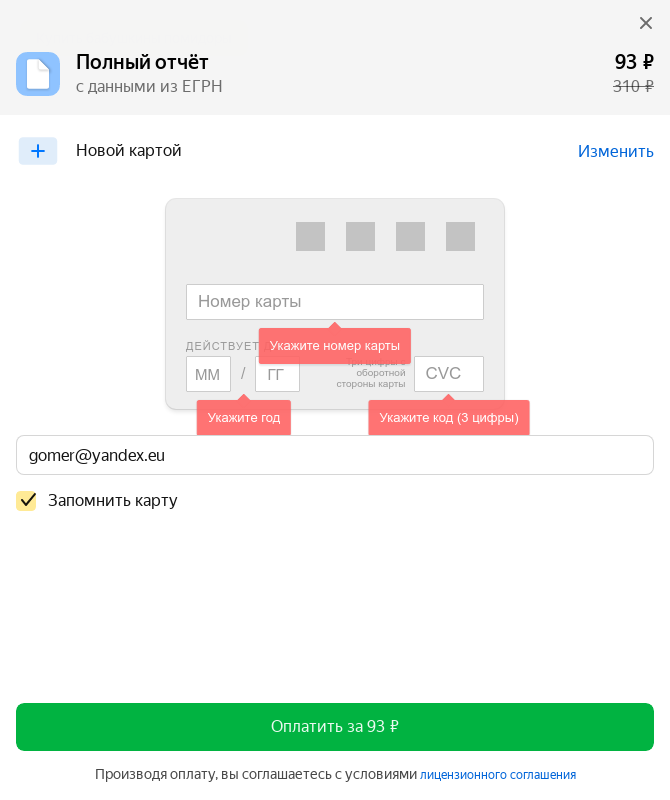 Полный отчёт
93 ₽
с данными из ЕГРН
310 ₽
Новой картой
Изменить
Номер карты
ДЕЙСТВУЕТ
Укажите номер карты
Три цифры с
оборотной
стороны карты
ММ / ГГ
CVC
Укажите год
Укажите код (3 цифры)
gomer@yandex.eu
Запомнить карту
Оплатить за 93 ₽
Производя оплату, вы соглашаетесь с условиями лицензионного соглашения